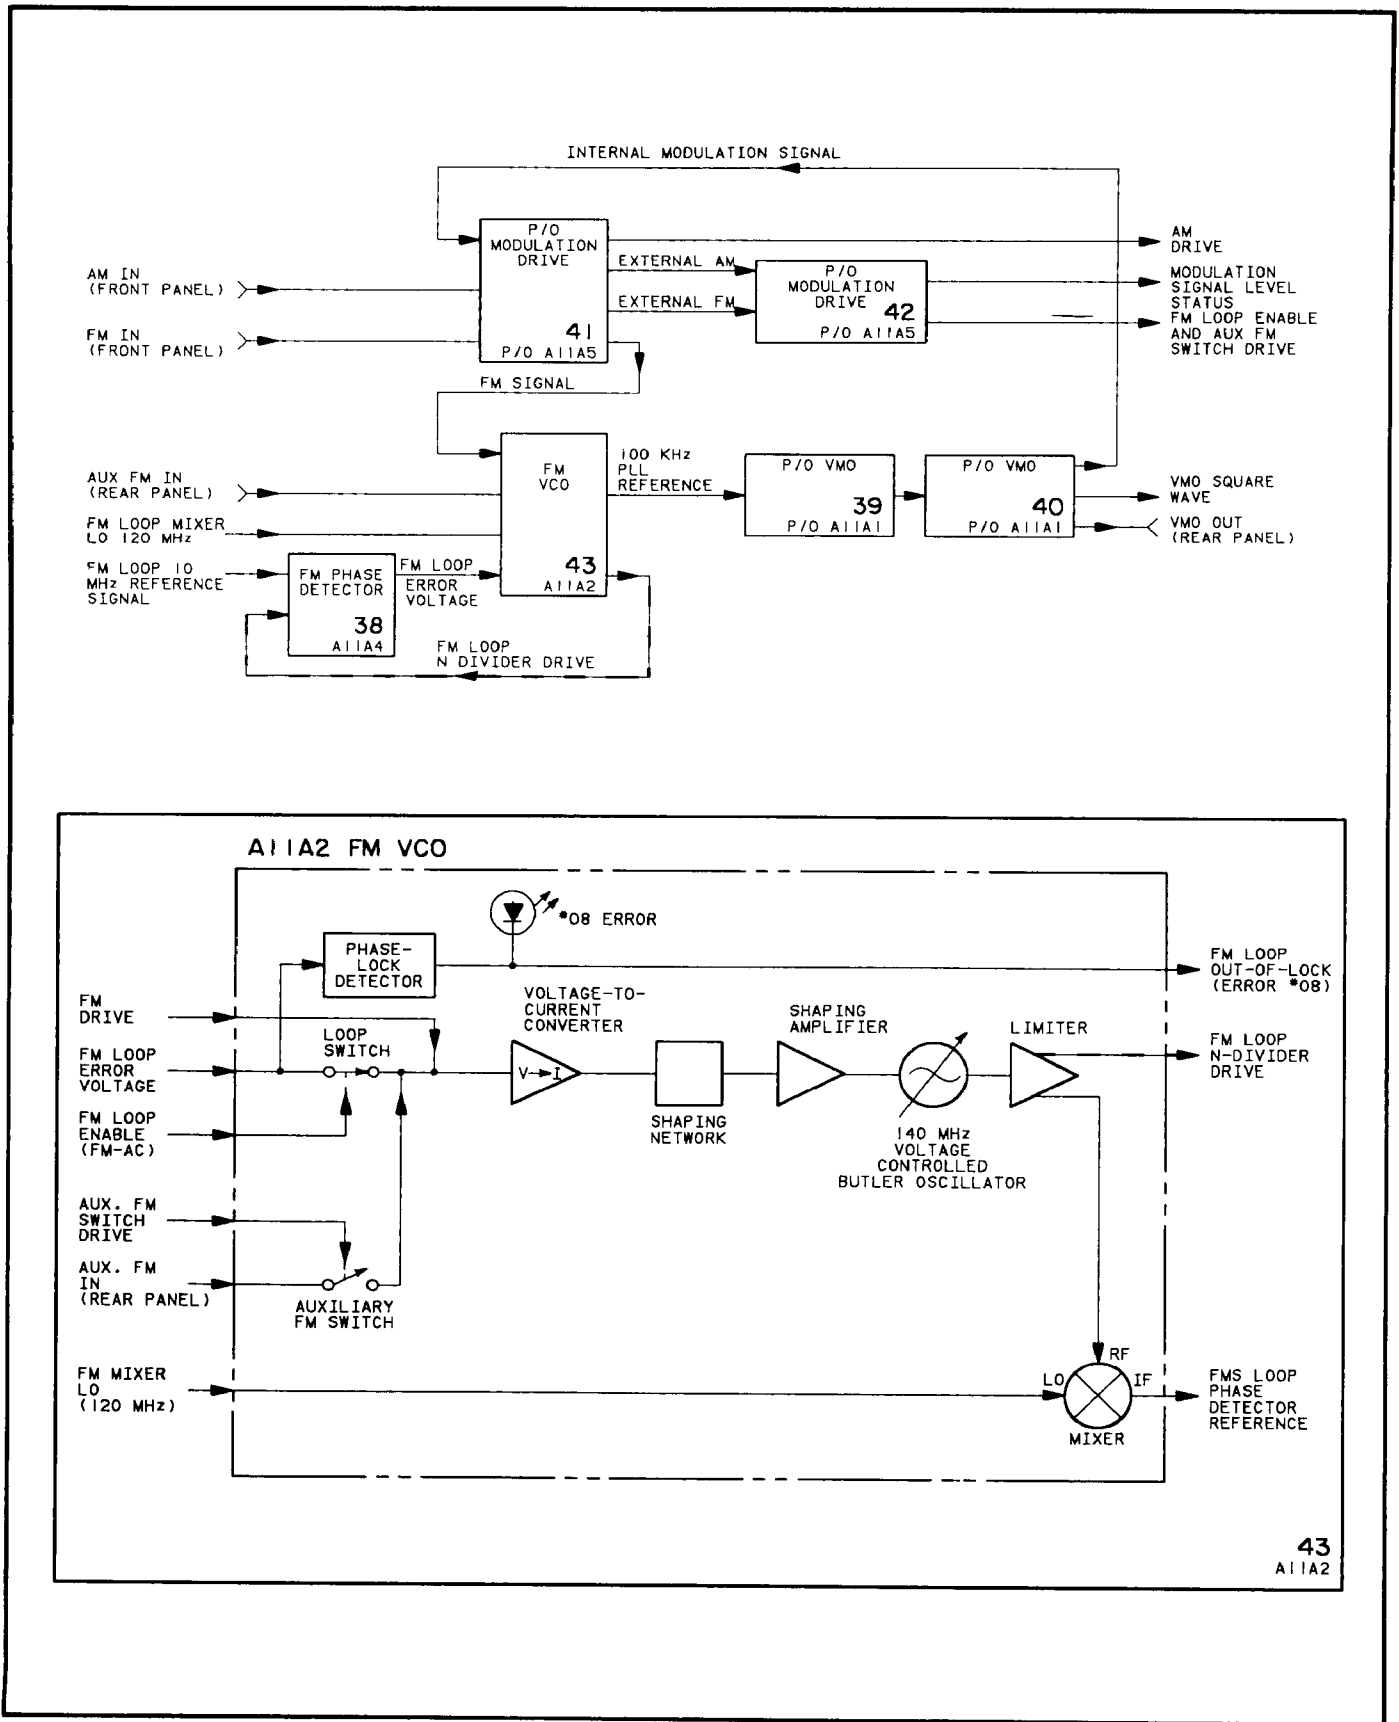 INTERNAL MODULATION SIGNAL
P/O
MODULATION
DRIVE
41
P/O A11A5
AM IN
(FRONT PANEL)
FM IN
(FRONT PANEL)
EXTERNAL AM
EXTERNAL FM
P/O
MODULATION
DRIVE
42
P/O A11A5
AM
DRIVE
MODULATION
SIGNAL LEVEL
STATUS
FM LOOP ENABLE
AND AUX FM
SWITCH DRIVE
FM SIGNAL
AUX FM IN
(REAR PANEL)
FM LOOP MIXER
LO 120 MHz
FM LOOP 10
MHz REFERENCE
SIGNAL
FM PHASE
DETECTOR
38
A11A4
FM LOOP
ERROR
VOLTAGE
FM
VCO
43
A11A2
FM LOOP
N DIVIDER DRIVE
100 KHz
PLL
REFERENCE
P/O VMO
39
P/O A11A1
P/O VMO
40
P/O A11A1
VMO SQUARE
WAVE
VMO OUT
(REAR PANEL)
A11A2 FM VCO
*08 ERROR
PHASE-
LOCK
DETECTOR
FM
DRIVE
LOOP
SWITCH
FM LOOP
ERROR
VOLTAGE
FM LOOP
ENABLE
(FM-AC)
AUX. FM
SWITCH
DRIVE
AUX. FM
IN
(REAR PANEL)
AUXILIARY
FM SWITCH
FM MIXER
LO
(120 MHz)
VOLTAGE-TO-
CURRENT
CONVERTER
V→I
SHAPING
NETWORK
SHAPING
AMPLIFIER
140 MHz
VOLTAGE
CONTROLLED
BUTLER OSCILLATOR
LIMITER
FM LOOP
OUT-OF-LOCK
(ERROR *08)
FM LOOP
N-DIVIDER
DRIVE
RF
LO
IF
MIXER
FMS LOOP
PHASE
DETECTOR
REFERENCE
43
A11A2